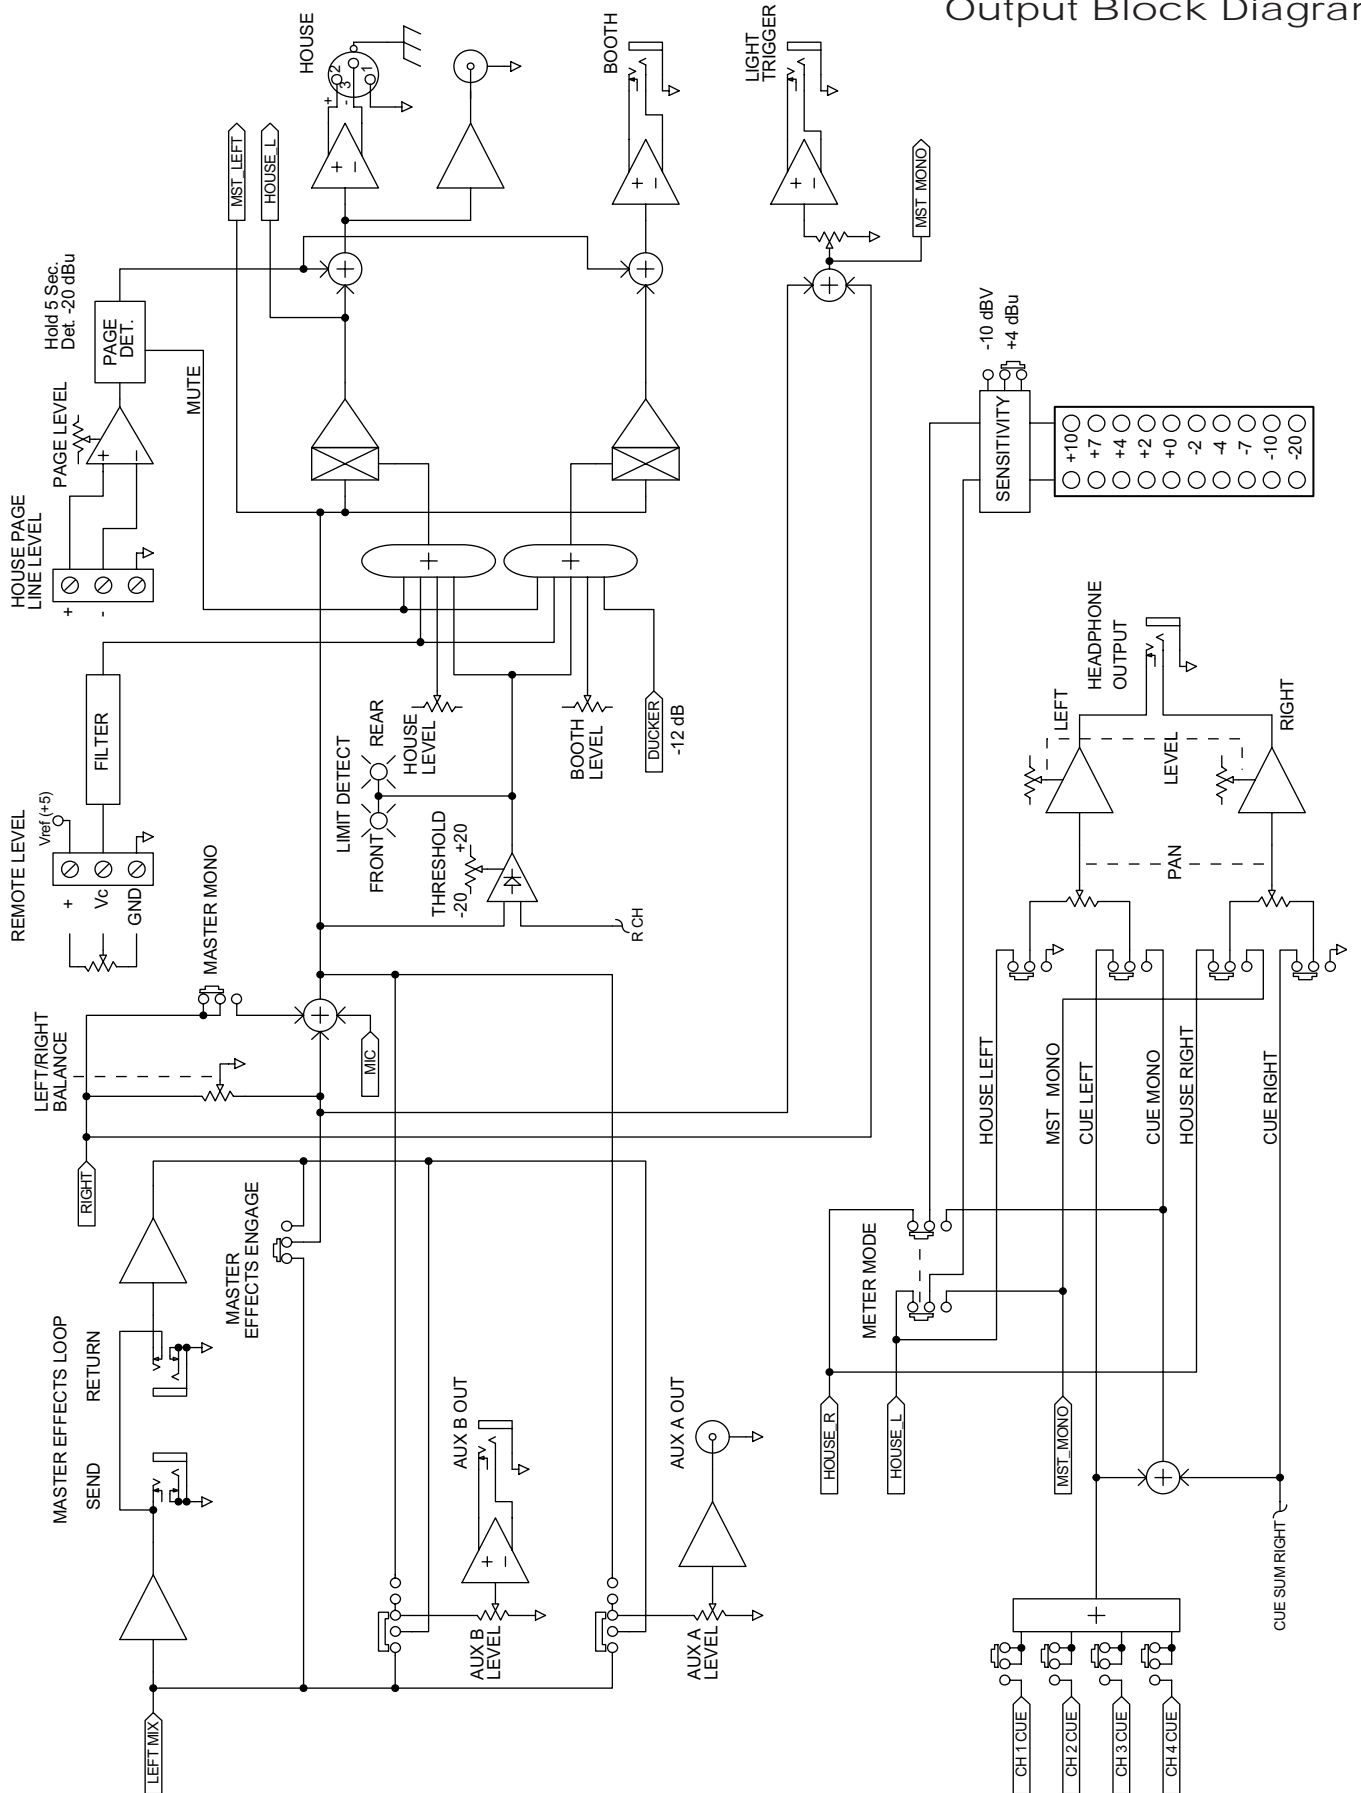 Output Block Diagra
HOUSE
2
3
1
+
-
MST_LEFT
HOUSE_L
+
-
BOOTH
+
-
LIGHT
TRIGGER
+
-
MST MONO
Hold 5 Sec.
Det. -20 dBu
PAGE
DET.
MUTE
PAGE LEVEL
+
-
HOUSE PAGE
LINE LEVEL
+
-
+
+
+
+
+
-10 dBV
+4 dBu
SENSITIVITY
+10
+7
+4
+2
+0
-2
-4
-7
-10
-20
FILTER
REMOTE LEVEL
Vref (+5)
+
Vc
GND
MASTER MONO
LEFT/RIGHT
BALANCE
RIGHT
+
MIC
LIMIT DETECT
FRONT
REAR
THRESHOLD
-20
+20
R CH
HOUSE
LEVEL
BOOTH
LEVEL
DUCKER
-12 dB
MASTER EFFECTS LOOP
SEND
RETURN
MASTER
EFFECTS ENGAGE
LEFT MIX
AUX B OUT
+
-
AUX B
LEVEL
AUX A OUT
AUX A
LEVEL
HEADPHONE
OUTPUT
LEFT
LEVEL
RIGHT
PAN
HOUSE LEFT
MST MONO
CUE LEFT
CUE MONO
HOUSE RIGHT
CUE RIGHT
METER MODE
HOUSE_R
HOUSE_L
MST_MONO
+
CUE SUM RIGHT
+
CH 1 CUE
CH 2 CUE
CH 3 CUE
CH 4 CUE